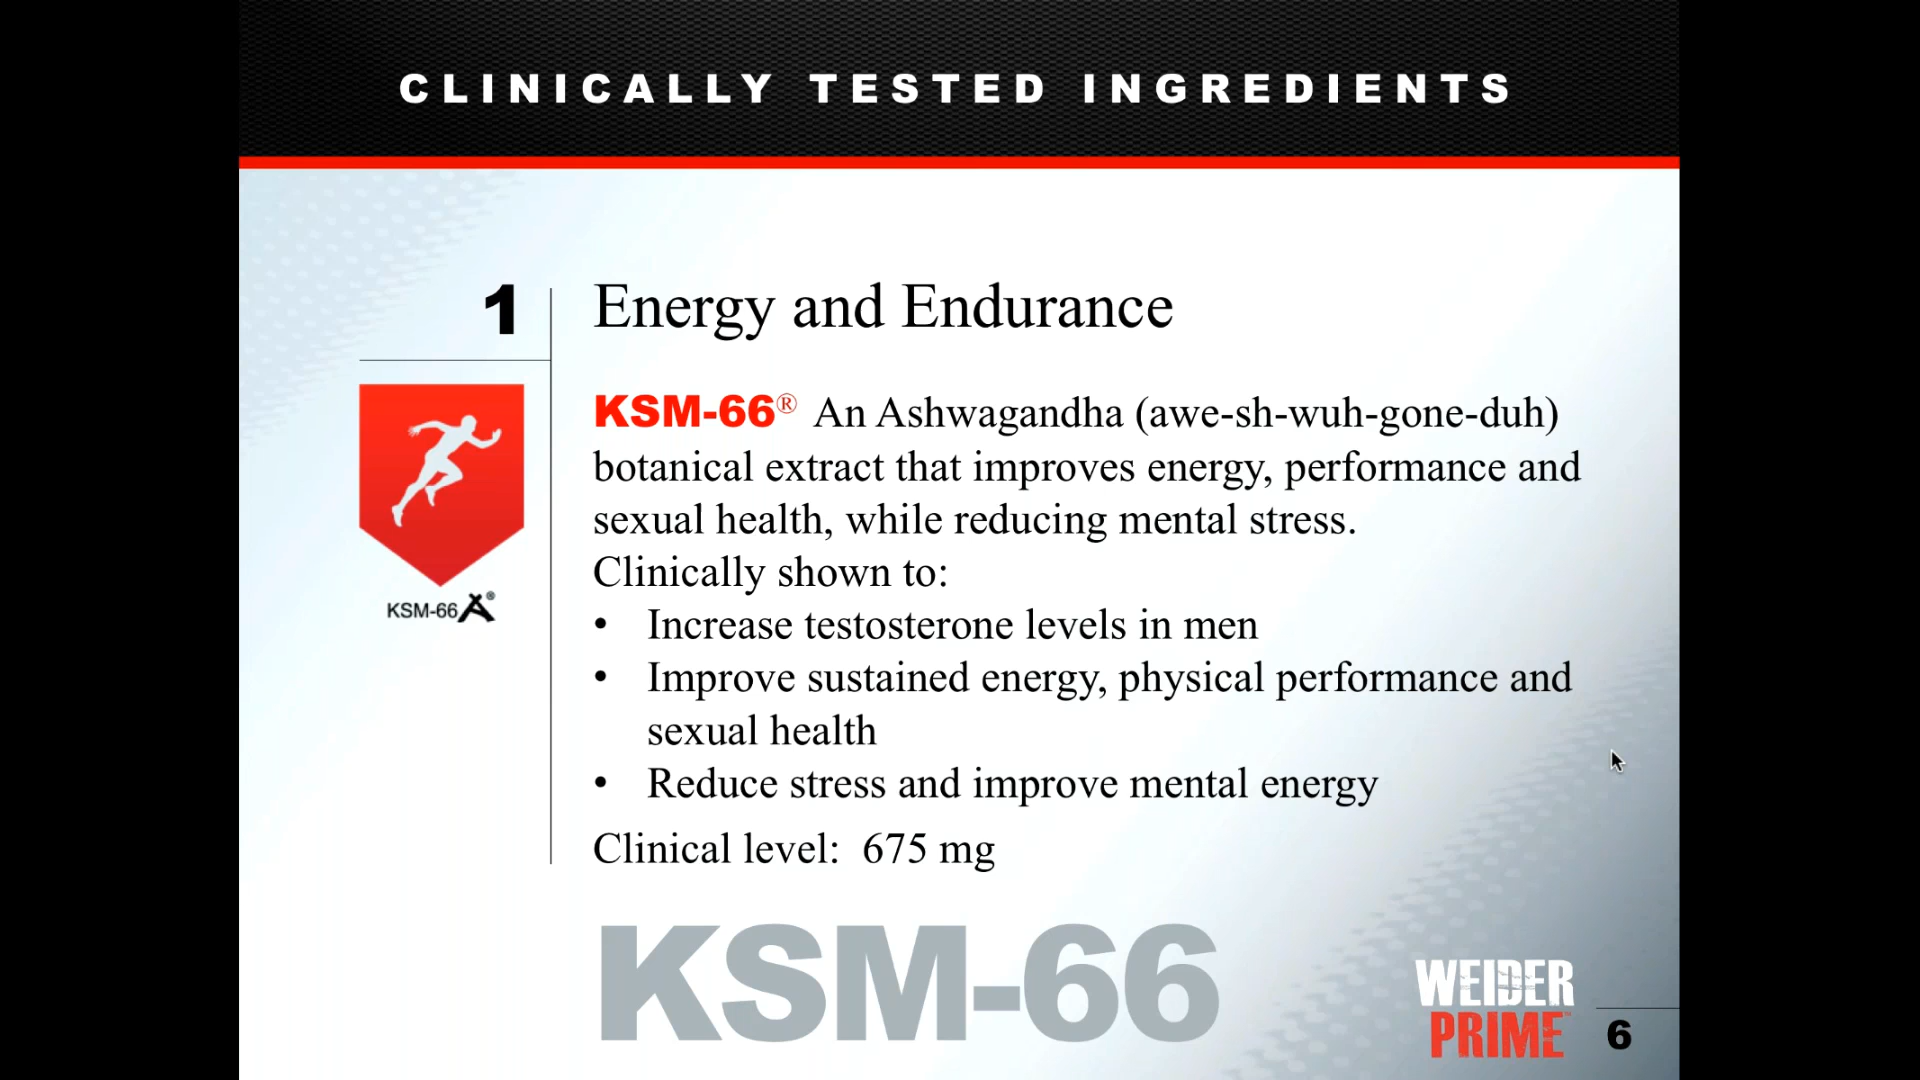 CLINICALLY TESTED INGREDIENTS
1
Energy and Endurance
KSM-66® An Ashwagandha (awe-sh-wuh-gone-duh)
botanical extract that improves energy, performance and
sexual health, while reducing mental stress.
Clinically shown to:
• Increase testosterone levels in men
• Improve sustained energy, physical performance and
sexual health
• Reduce stress and improve mental energy
Clinical level: 675 mg
KSM-66®
KSM-66
WEIDER
PRIME™
6